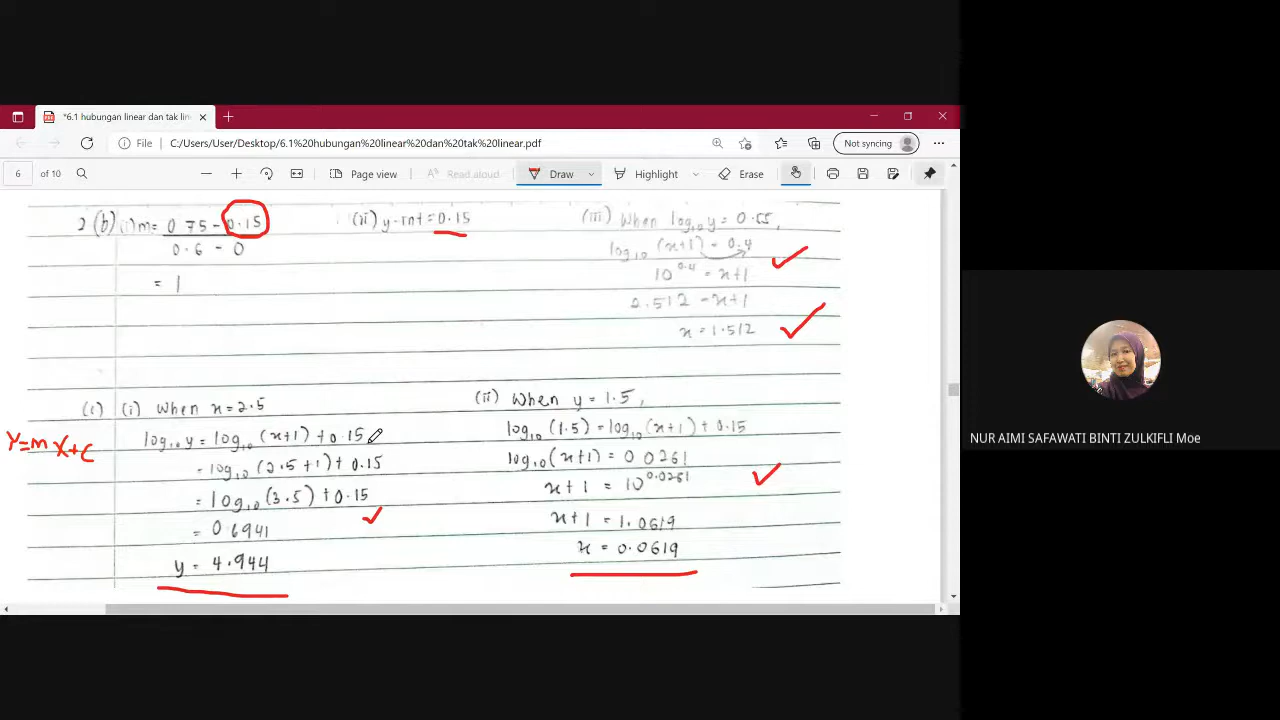 *6.1 hubungan linear dan tak line
File C:/Users/User/Desktop/6.1%20hubungan%20linear%20dan%20tak%20linear.pdf Not syncing
6 of 10 Page view Read aloud Draw Highlight Erase
2 (b) (i) m = 0.75 - 0.15
0.6 - 0
= 1
(ii) y-int = 0.15
(iii) When log10 y = 0.55,
log10 (x+1) = 0.4
10^0.4 = x+1
2.512 = x+1
x = 1.512
(c) (i) When x = 2.5
Y = mX + c
log10 y = log10 (x+1) + 0.15
= log10 (2.5 + 1) + 0.15
= log10 (3.5) + 0.15
= 0.6941
y = 4.944
(ii) When y = 1.5,
log10 (1.5) = log10 (x+1) + 0.15
log10 (x+1) = 0.0261
x+1 = 10^0.0261
x+1 = 1.0619
x = 0.0619
NUR AIMI SAFAWATI BINTI ZULKIFLI Moe